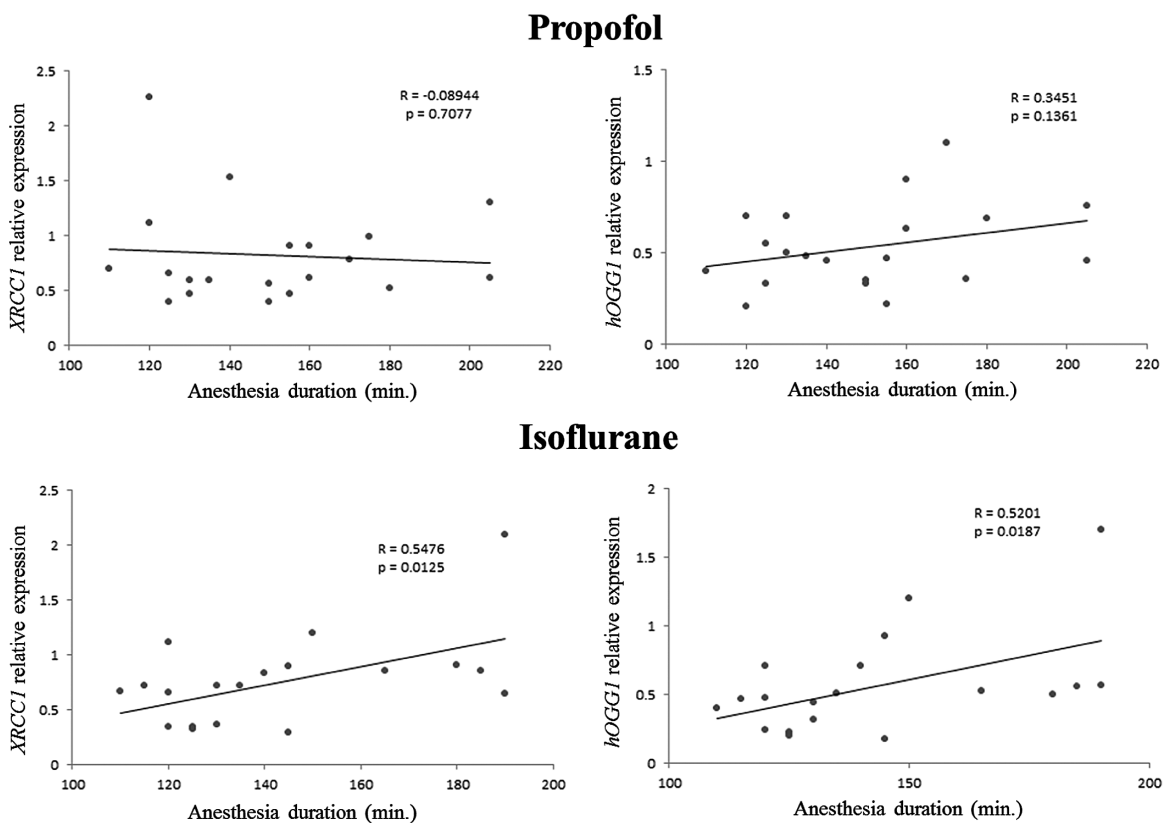 Propofol
2.5
2
1.5
1
0.5
0
100 120 140 160 180 200 220
XRCC1 relative expression
Anesthesia duration (min.)
R = -0.08944
p = 0.7077
1.5
1
0.5
0
100 120 140 160 180 200 220
hOGG1 relative expression
Anesthesia duration (min.)
R = 0.3451
p = 0.1361
Isoflurane
2.5
2
1.5
1
0.5
0
100 120 140 160 180 200
XRCC1 relative expression
Anesthesia duration (min.)
R = 0.5476
p = 0.0125
2
1.5
1
0.5
0
100 150 200
hOGG1 relative expression
Anesthesia duration (min.)
R = 0.5201
p = 0.0187